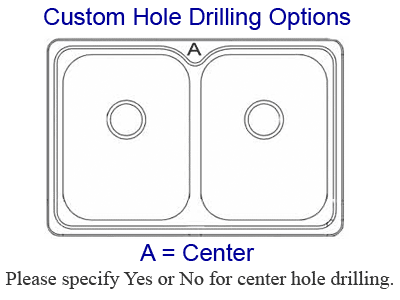 Custom Hole Drilling Options
A
A = Center
Please specify Yes or No for center hole drilling.